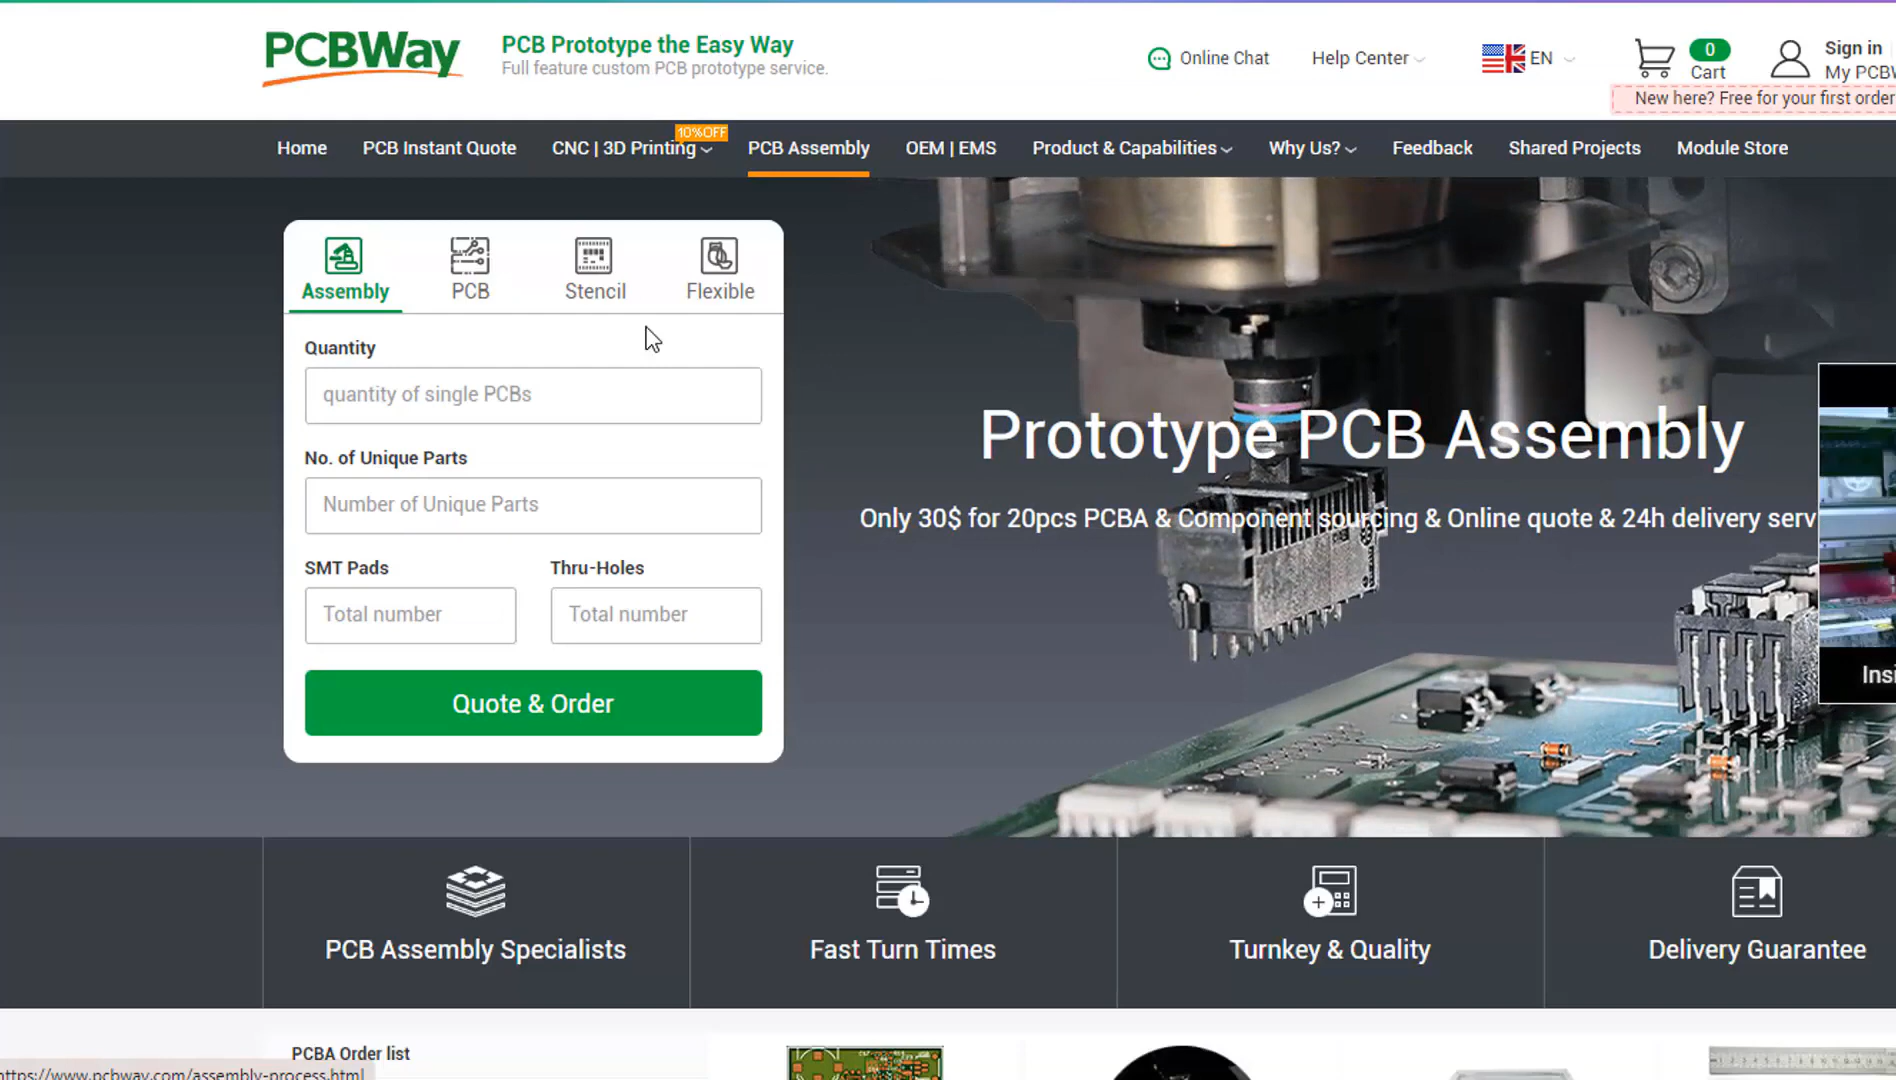 PCBWay
PCB Prototype the Easy Way
Full feature custom PCB prototype service.
Online Chat
Help Center
EN
0
Cart
Sign in
My PCBW
New here? Free for your first order
10%OFF
Home
PCB Instant Quote
CNC | 3D Printing
PCB Assembly
OEM | EMS
Product & Capabilities
Why Us?
Feedback
Shared Projects
Module Store
Assembly
PCB
Stencil
Flexible
Quantity
quantity of single PCBs
No. of Unique Parts
Number of Unique Parts
SMT Pads
Thru-Holes
Total number
Total number
Quote & Order
Prototype PCB Assembly
Only 30$ for 20pcs PCBA & Component sourcing & Online quote & 24h delivery serv
Insi
PCB Assembly Specialists
Fast Turn Times
Turnkey & Quality
Delivery Guarantee
PCBA Order list
https://www.pcbway.com/assembly-process.html